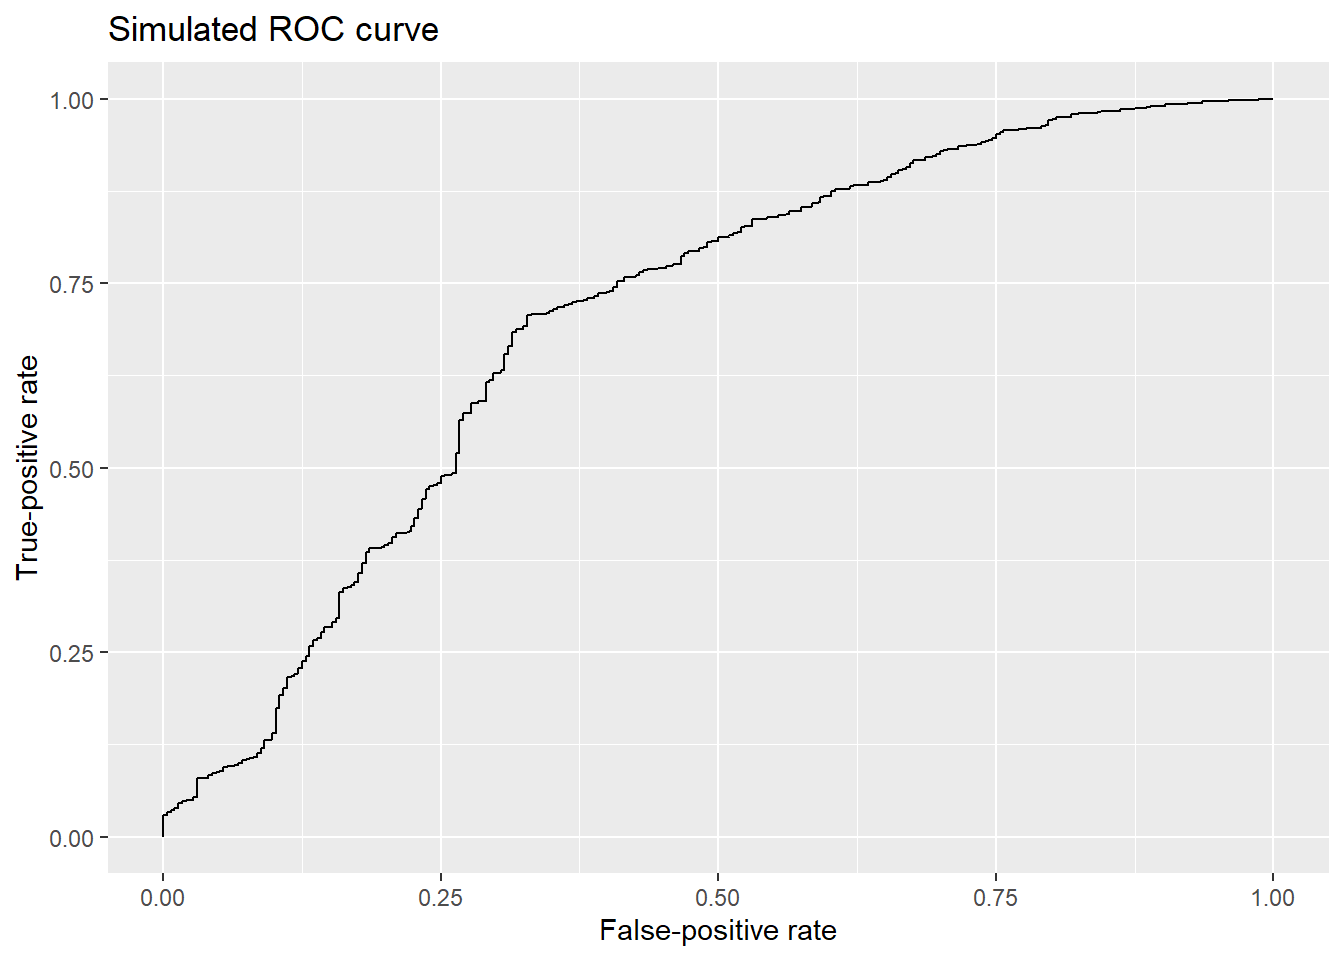 Simulated ROC curve
True-positive rate
1.00
0.75
0.50
0.25
0.00
0.00 0.25 0.50 0.75 1.00
False-positive rate